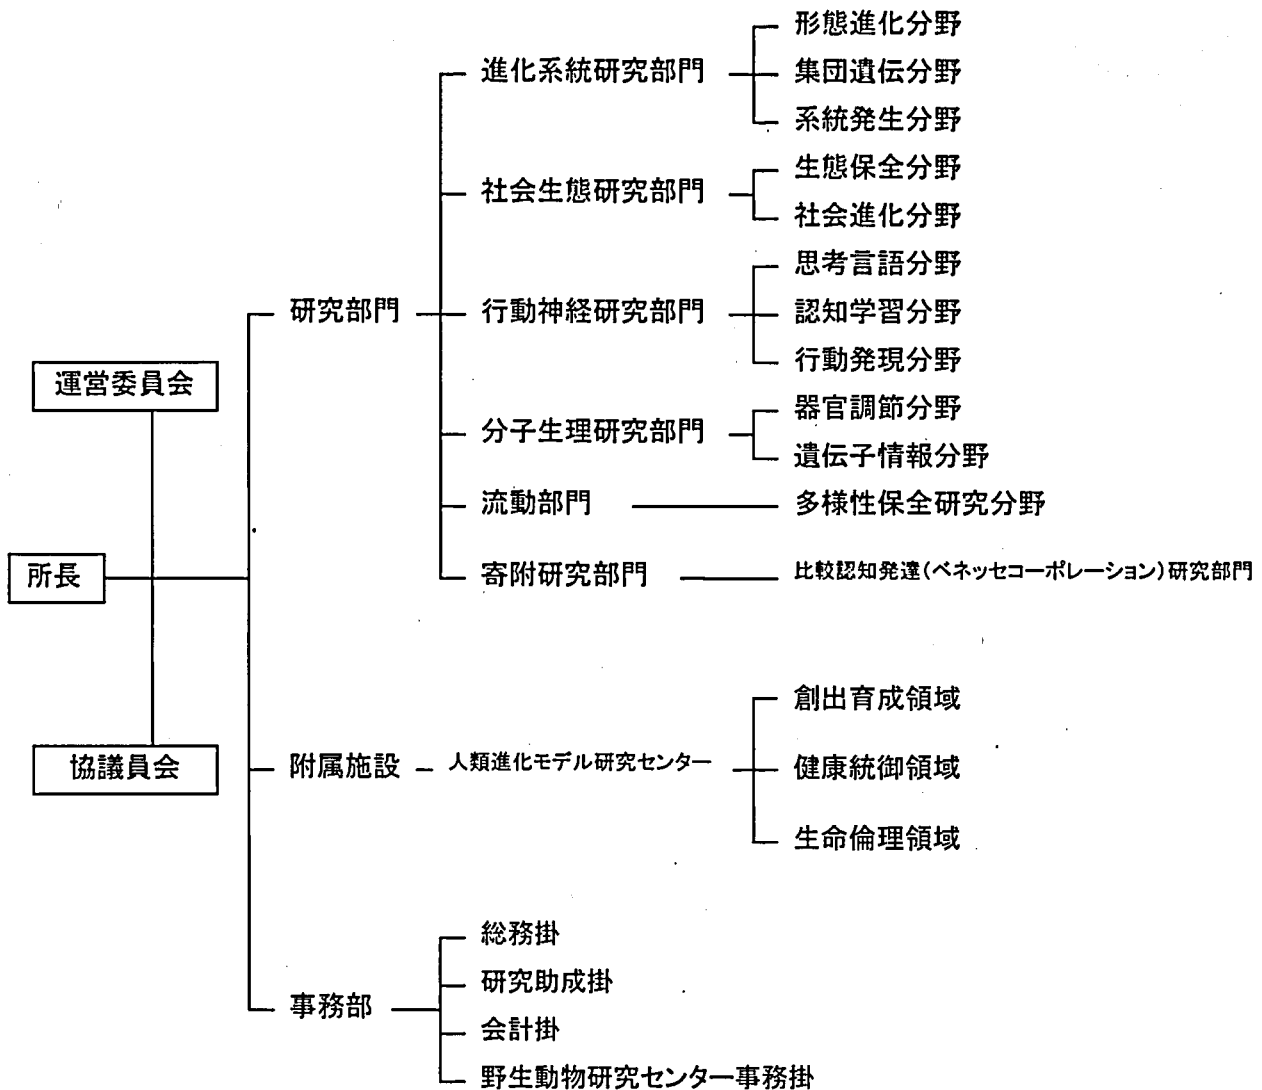 運営委員会
所長
協議員会
研究部門
進化系統研究部門
形態進化分野
集団遺伝分野
系統発生分野
社会生態研究部門
生態保全分野
社会進化分野
行動神経研究部門
思考言語分野
認知学習分野
行動発現分野
分子生理研究部門
器官調節分野
遺伝子情報分野
流動部門
多様性保全研究分野
寄附研究部門
比較認知発達(ベネッセコーポレーション)研究部門
附属施設
人類進化モデル研究センター
創出育成領域
健康統御領域
生命倫理領域
事務部
総務掛
研究助成掛
会計掛
野生動物研究センター事務掛